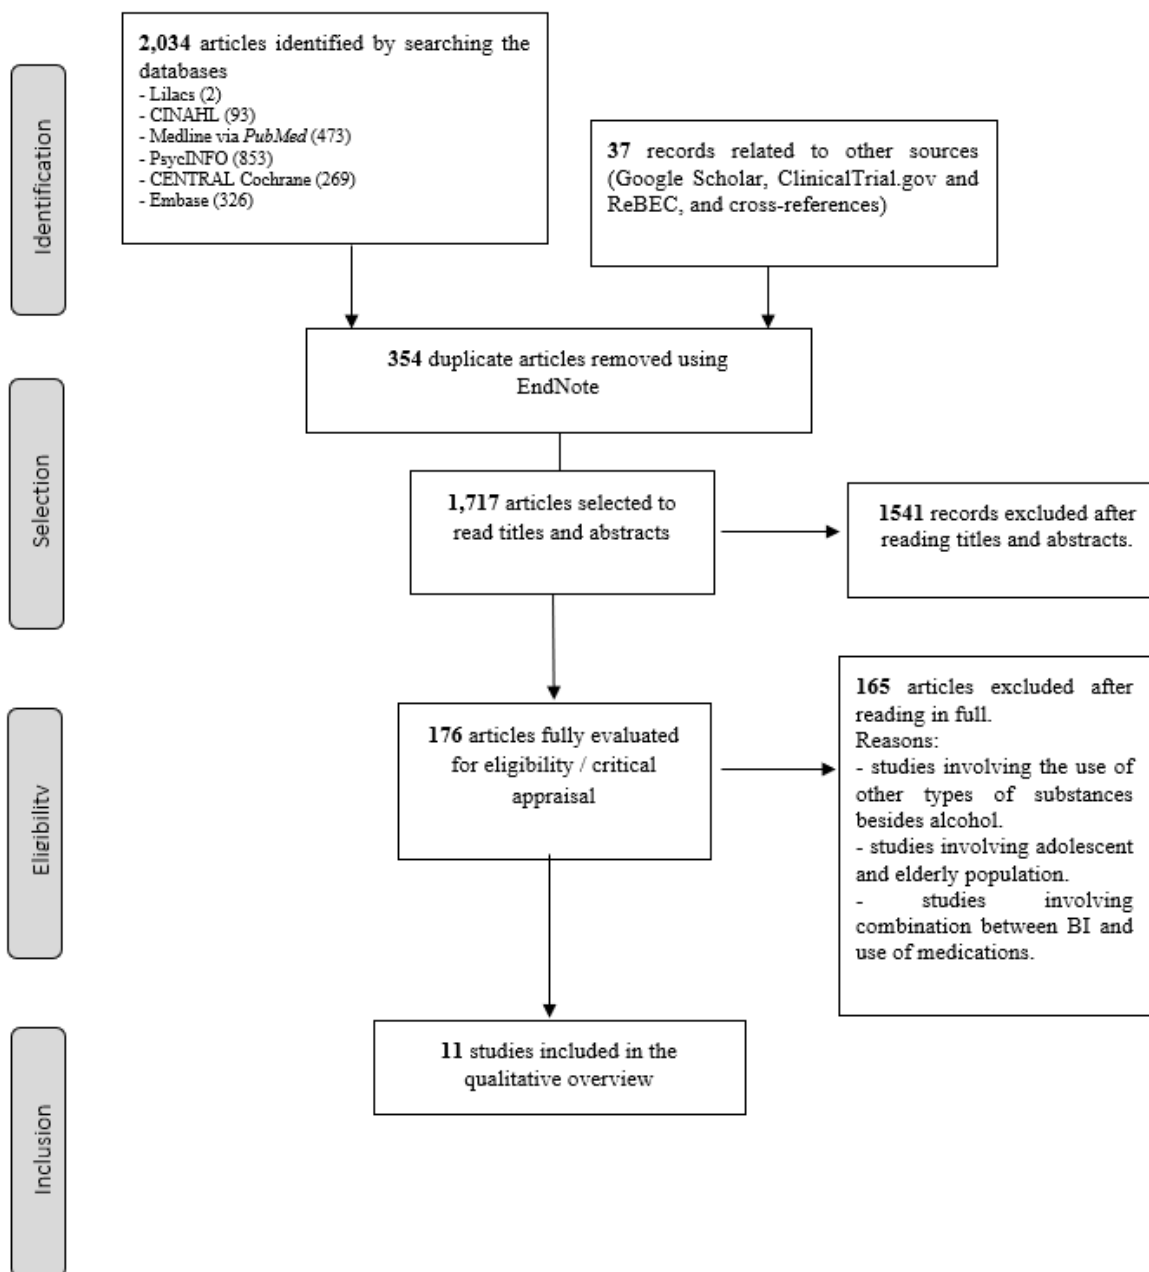 Identification
2,034 articles identified by searching the
databases
- Lilacs (2)
- CINAHL (93)
- Medline via PubMed (473)
- PsycINFO (853)
- CENTRAL Cochrane (269)
- Embase (326)
37 records related to other sources
(Google Scholar, ClinicalTrial.gov and
ReBEC, and cross-references)
354 duplicate articles removed using
EndNote
Selection
1,717 articles selected to
read titles and abstracts
1541 records excluded after
reading titles and abstracts.
Eligibility
176 articles fully evaluated
for eligibility / critical
appraisal
165 articles excluded after
reading in full.
Reasons:
- studies involving the use of
other types of substances
besides alcohol.
- studies involving adolescent
and elderly population.
- studies involving
combination between BI and
use of medications.
Inclusion
11 studies included in the
qualitative overview